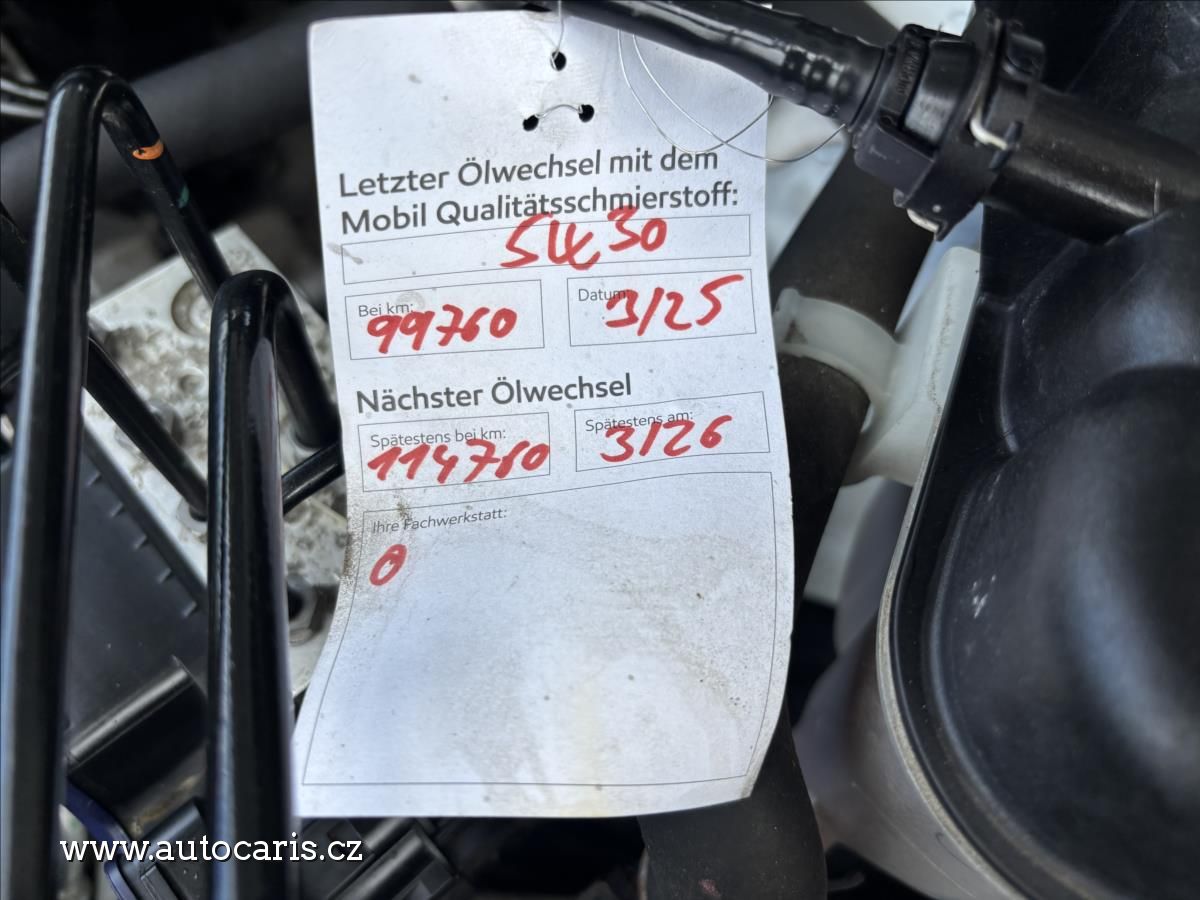 Letzter Ölwechsel mit dem
Mobil Qualitätsschmierstoff:
5W30
Bei km: 99760
Datum: 3/25
Nächster Ölwechsel
Spätestens bei km: 114760
Spätestens am: 3/26
Ihre Fachwerkstatt:
0
www.autocaris.cz